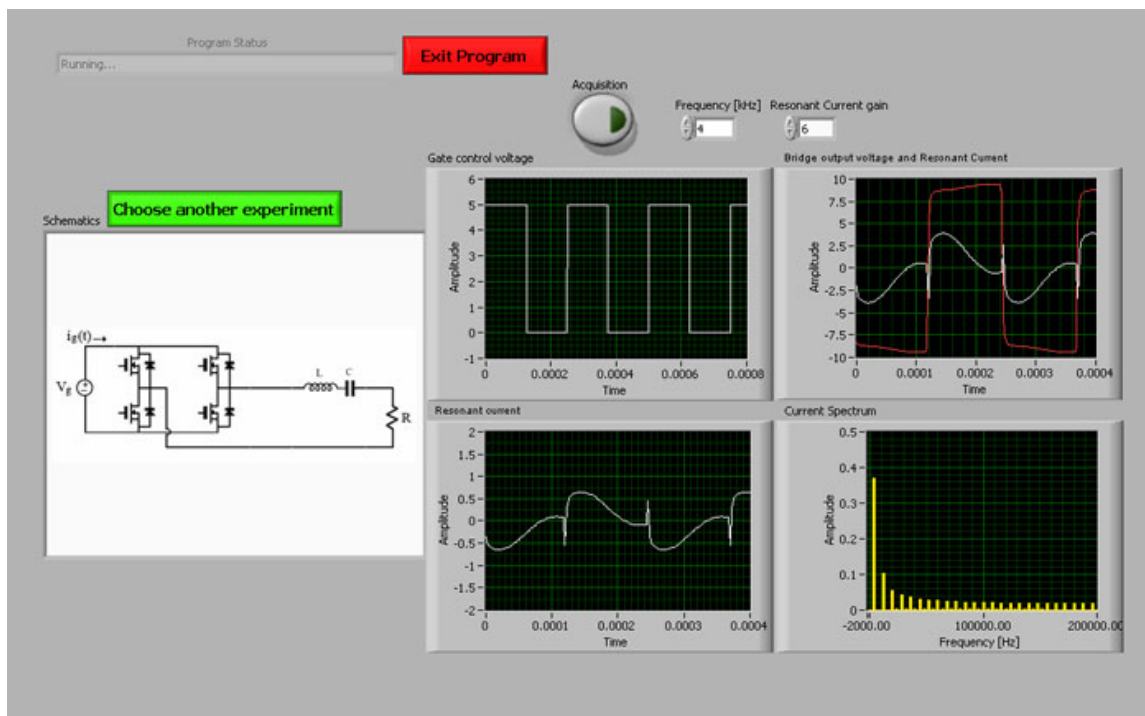 Program Status
Running...
Exit Program
Acquisition
Frequency [kHz]
4
Resonant Current gain
6
Choose another experiment
Schematics
ig(t)→
Vg
L
C
R
Gate control voltage
Amplitude
6
5
4
3
2
1
0
-1
0
0.0002
0.0004
0.0006
0.0008
Time
Bridge output voltage and Resonant Current
Amplitude
10
7.5
5
2.5
0
-2.5
-5
-7.5
-10
0
0.0001
0.0002
0.0003
0.0004
Time
Resonant current
Amplitude
2
1.5
1
0.5
0
-0.5
-1
-1.5
-2
0
0.0001
0.0002
0.0003
0.0004
Time
Current Spectrum
Amplitude
0.5
0.4
0.3
0.2
0.1
0
-2000.00
100000.00
200000.00
Frequency [Hz]